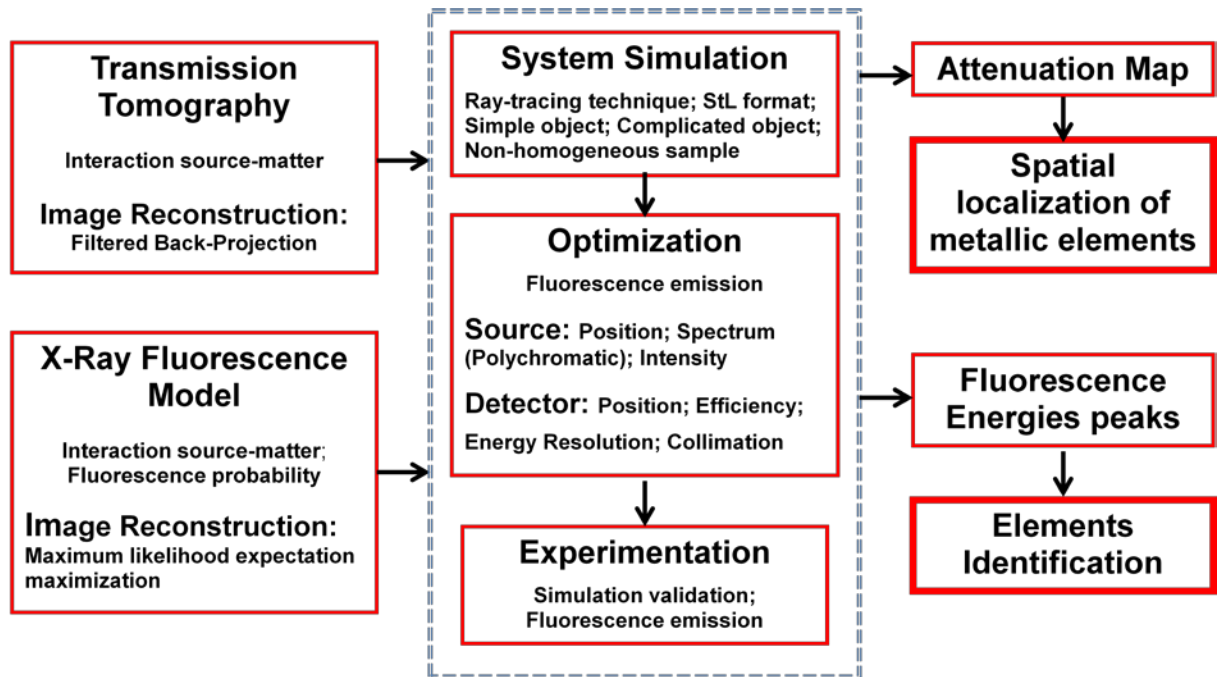 Transmission
Tomography
Interaction source-matter
Image Reconstruction:
Filtered Back-Projection
X-Ray Fluorescence
Model
Interaction source-matter;
Fluorescence probability
Image Reconstruction:
Maximum likelihood expectation
maximization
System Simulation
Ray-tracing technique; StL format;
Simple object; Complicated object;
Non-homogeneous sample
Optimization
Fluorescence emission
Source: Position; Spectrum
(Polychromatic); Intensity
Detector: Position; Efficiency;
Energy Resolution; Collimation
Experimentation
Simulation validation;
Fluorescence emission
Attenuation Map
Spatial
localization of
metallic elements
Fluorescence
Energies peaks
Elements
Identification